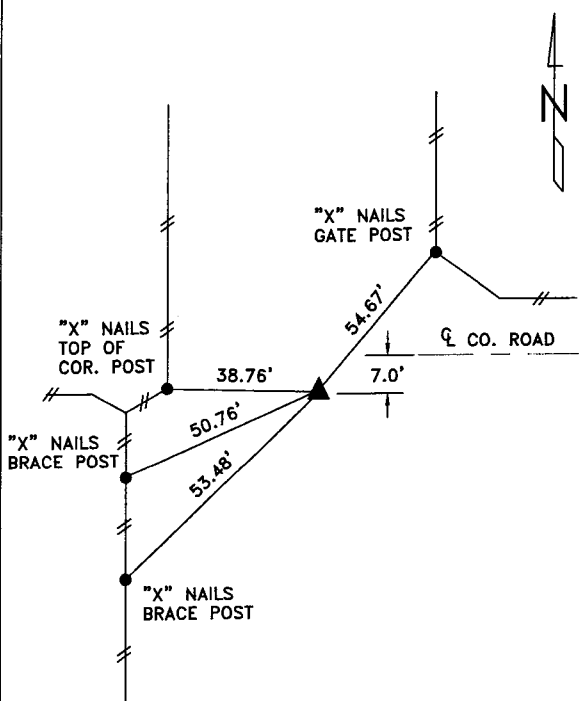 N
"X" NAILS
GATE POST
54.67'
℄ CO. ROAD
7.0'
"X" NAILS
TOP OF
COR. POST
38.76'
50.76'
"X" NAILS
BRACE POST
53.48'
"X" NAILS
BRACE POST